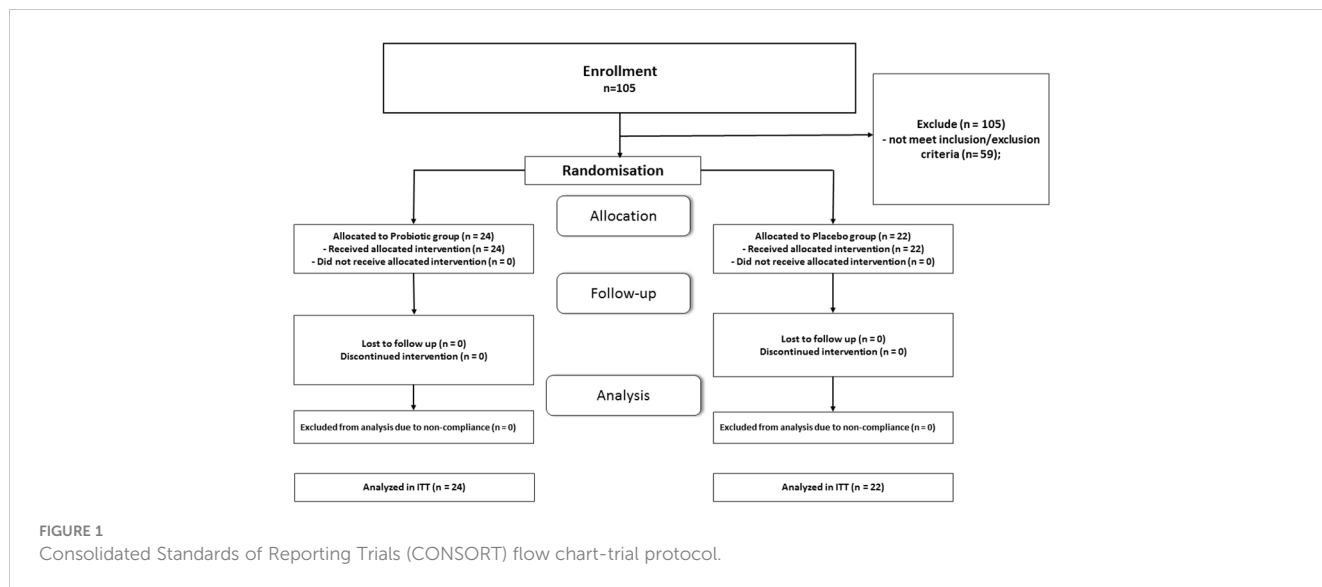 Enrollment
n=105
Exclude (n = 105)
- not meet inclusion/exclusion
criteria (n= 59);
Randomisation
Allocation
Allocated to Probiotic group (n = 24)
- Received allocated intervention (n = 24)
- Did not receive allocated intervention (n = 0)
Allocated to Placebo group (n = 22)
- Received allocated intervention (n = 22)
- Did not receive allocated intervention (n = 0)
Follow-up
Lost to follow up (n = 0)
Discontinued intervention (n = 0)
Lost to follow up (n = 0)
Discontinued intervention (n = 0)
Analysis
Excluded from analysis due to non-compliance (n = 0)
Excluded from analysis due to non-compliance (n = 0)
Analyzed in ITT (n = 24)
Analyzed in ITT (n = 22)
FIGURE 1
Consolidated Standards of Reporting Trials (CONSORT) flow chart-trial protocol.